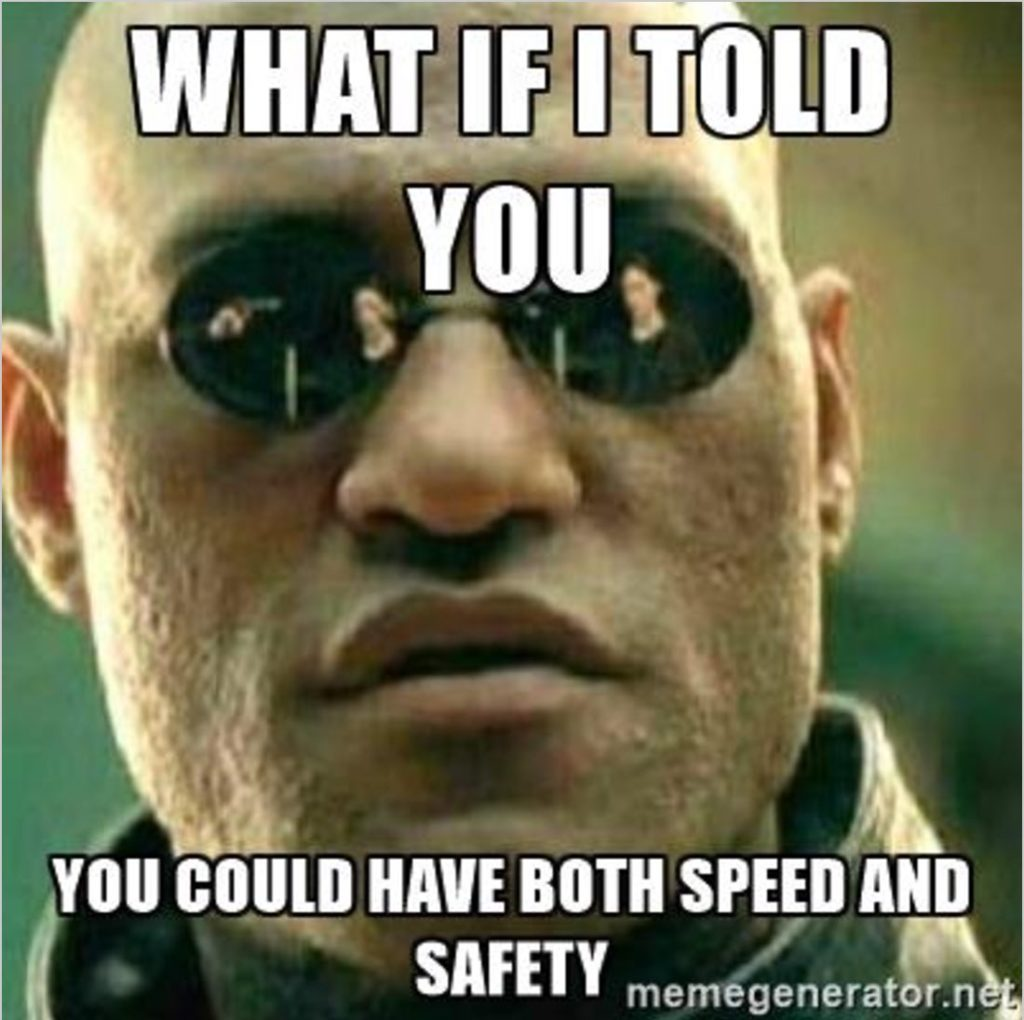 WHAT IF I TOLD
YOU
YOU COULD HAVE BOTH SPEED AND
SAFETY
memegenerator.net